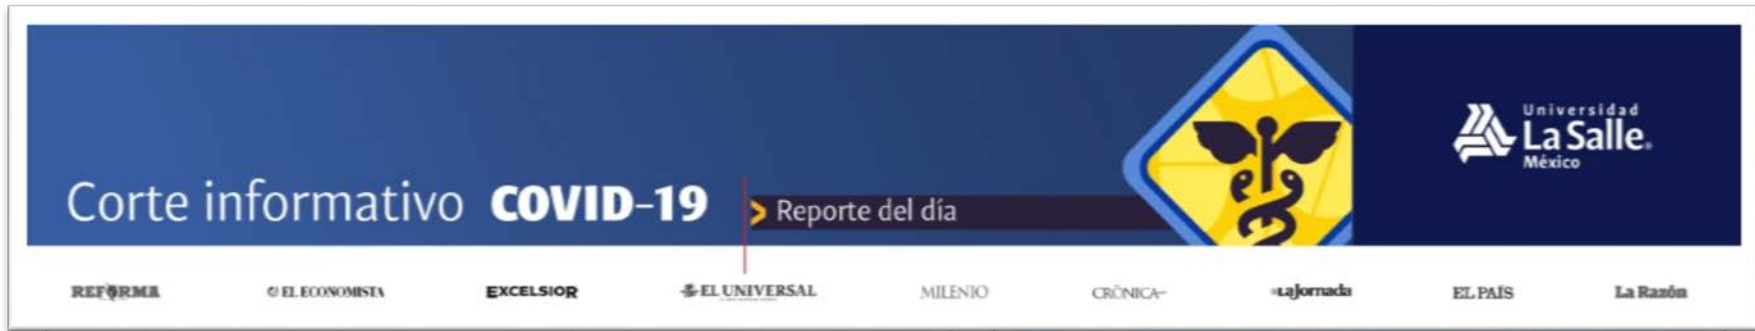 Universidad
La Salle®
México
Corte informativo COVID-19 > Reporte del día
REFORMA EL ECONOMISTA EXCELSIOR EL UNIVERSAL MILENIO CRÓNICA La Jornada EL PAÍS La Razón